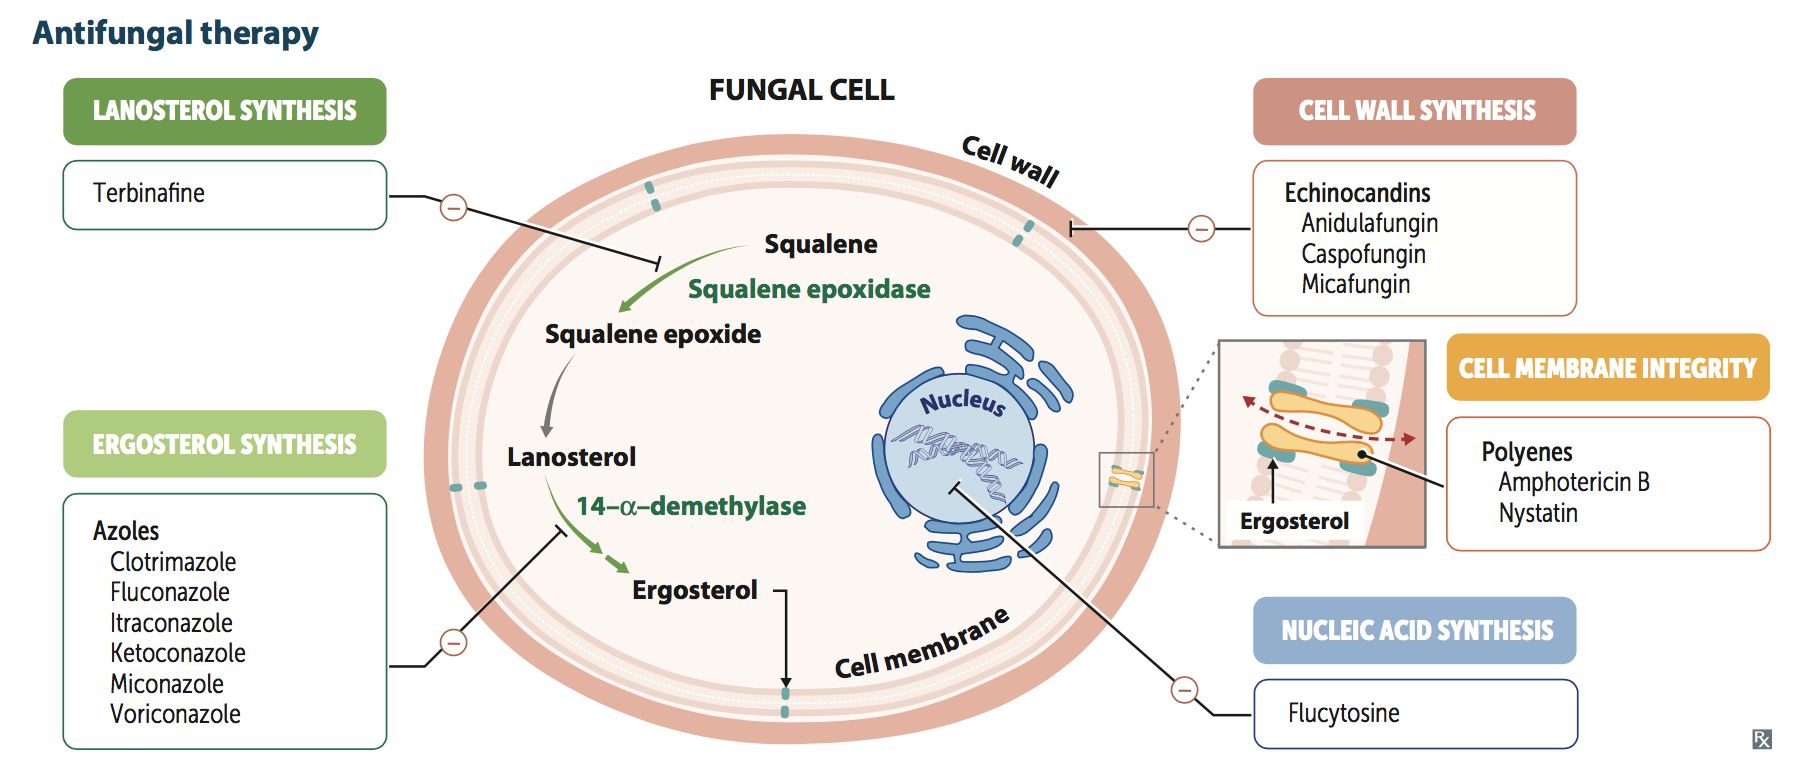 Antifungal therapy
LANOSTEROL SYNTHESIS
Terbinafine
ERGOSTEROL SYNTHESIS
Azoles
Clotrimazole
Fluconazole
Itraconazole
Ketoconazole
Miconazole
Voriconazole
FUNGAL CELL
Cell wall
Squalene
Squalene epoxidase
Squalene epoxide
Lanosterol
14–α–demethylase
Ergosterol
Nucleus
Cell membrane
CELL WALL SYNTHESIS
Echinocandins
Anidulafungin
Caspofungin
Micafungin
CELL MEMBRANE INTEGRITY
Polyenes
Amphotericin B
Nystatin
Ergosterol
NUCLEIC ACID SYNTHESIS
Flucytosine
Rx